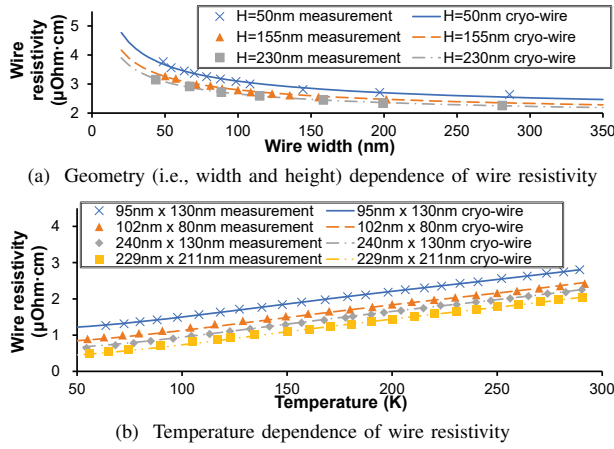 H=50nm measurement H=50nm cryo-wire
H=155nm measurement H=155nm cryo-wire
H=230nm measurement H=230nm cryo-wire
Wire
resistivity
(μOhm·cm)
5
4
3
2
0 50 100 150 200 250 300 350
Wire width (nm)
(a) Geometry (i.e., width and height) dependence of wire resistivity
95nm x 130nm measurement 95nm x 130nm cryo-wire
102nm x 80nm measurement 102nm x 80nm cryo-wire
240nm x 130nm measurement 240nm x 130nm cryo-wire
229nm x 211nm measurement 229nm x 211nm cryo-wire
Wire resistivity
(μOhm·cm)
4
3
2
1
0
50 100 150 200 250 300
Temperature (K)
(b) Temperature dependence of wire resistivity